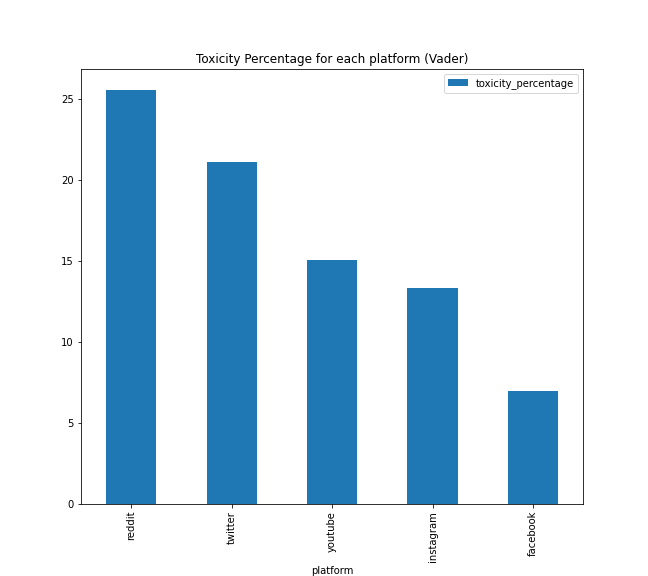 Toxicity Percentage for each platform (Vader)
toxicity_percentage
25
20
15
10
5
0
reddit
twitter
youtube
instagram
facebook
platform